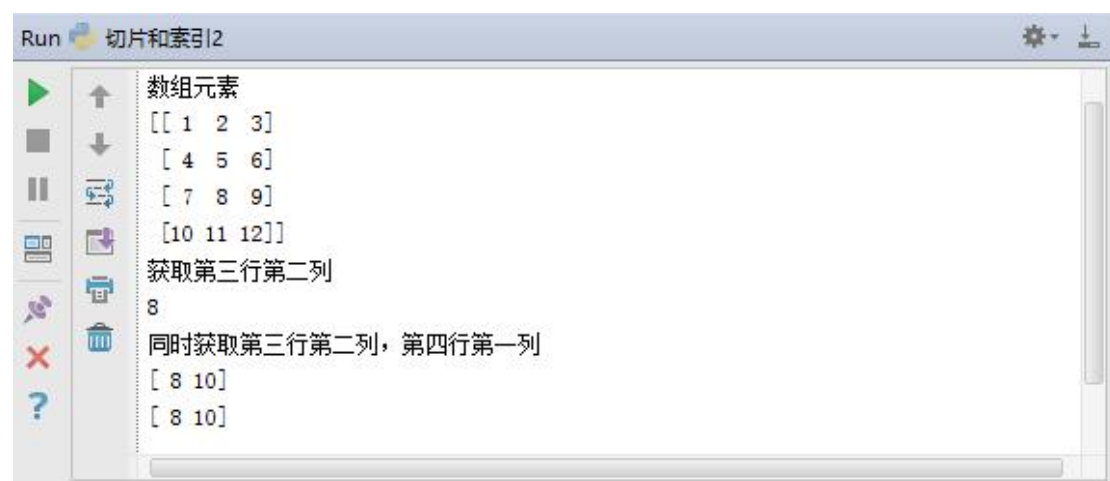 Run 切片和索引2
数组元素
[[ 1  2  3]
 [ 4  5  6]
 [ 7  8  9]
 [10 11 12]]
获取第三行第二列
8
同时获取第三行第二列，第四行第一列
[ 8 10]
[ 8 10]